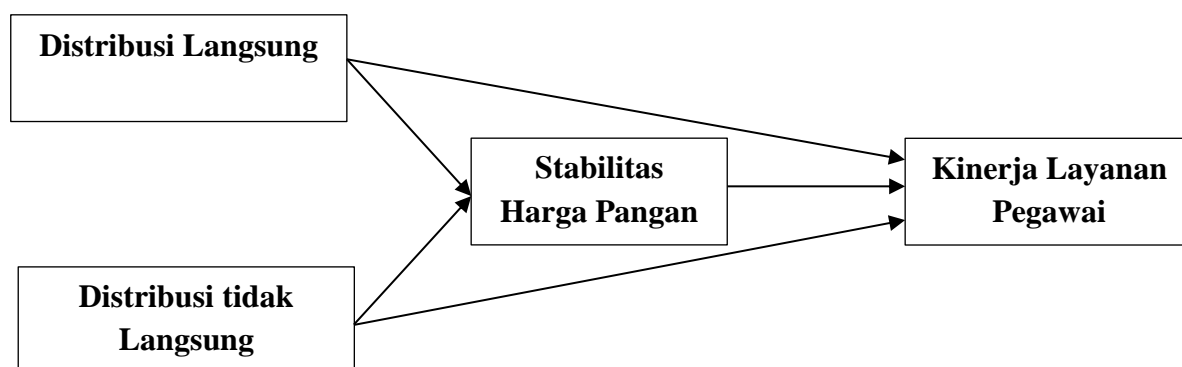 Distribusi Langsung
Stabilitas
Harga Pangan
Kinerja Layanan
Pegawai
Distribusi tidak
Langsung